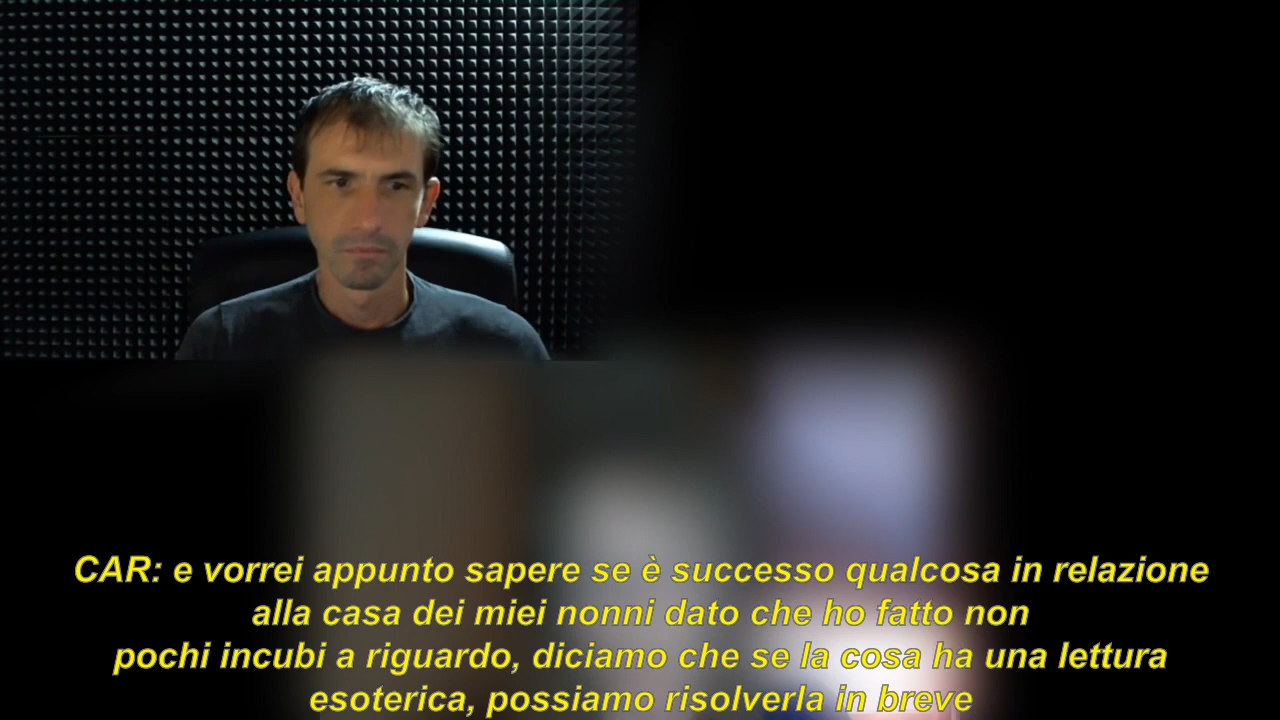 CAR: e vorrei appunto sapere se è successo qualcosa in relazione
alla casa dei miei nonni dato che ho fatto non
pochi incubi a riguardo, diciamo che se la cosa ha una lettura
esoterica, possiamo risolverla in breve